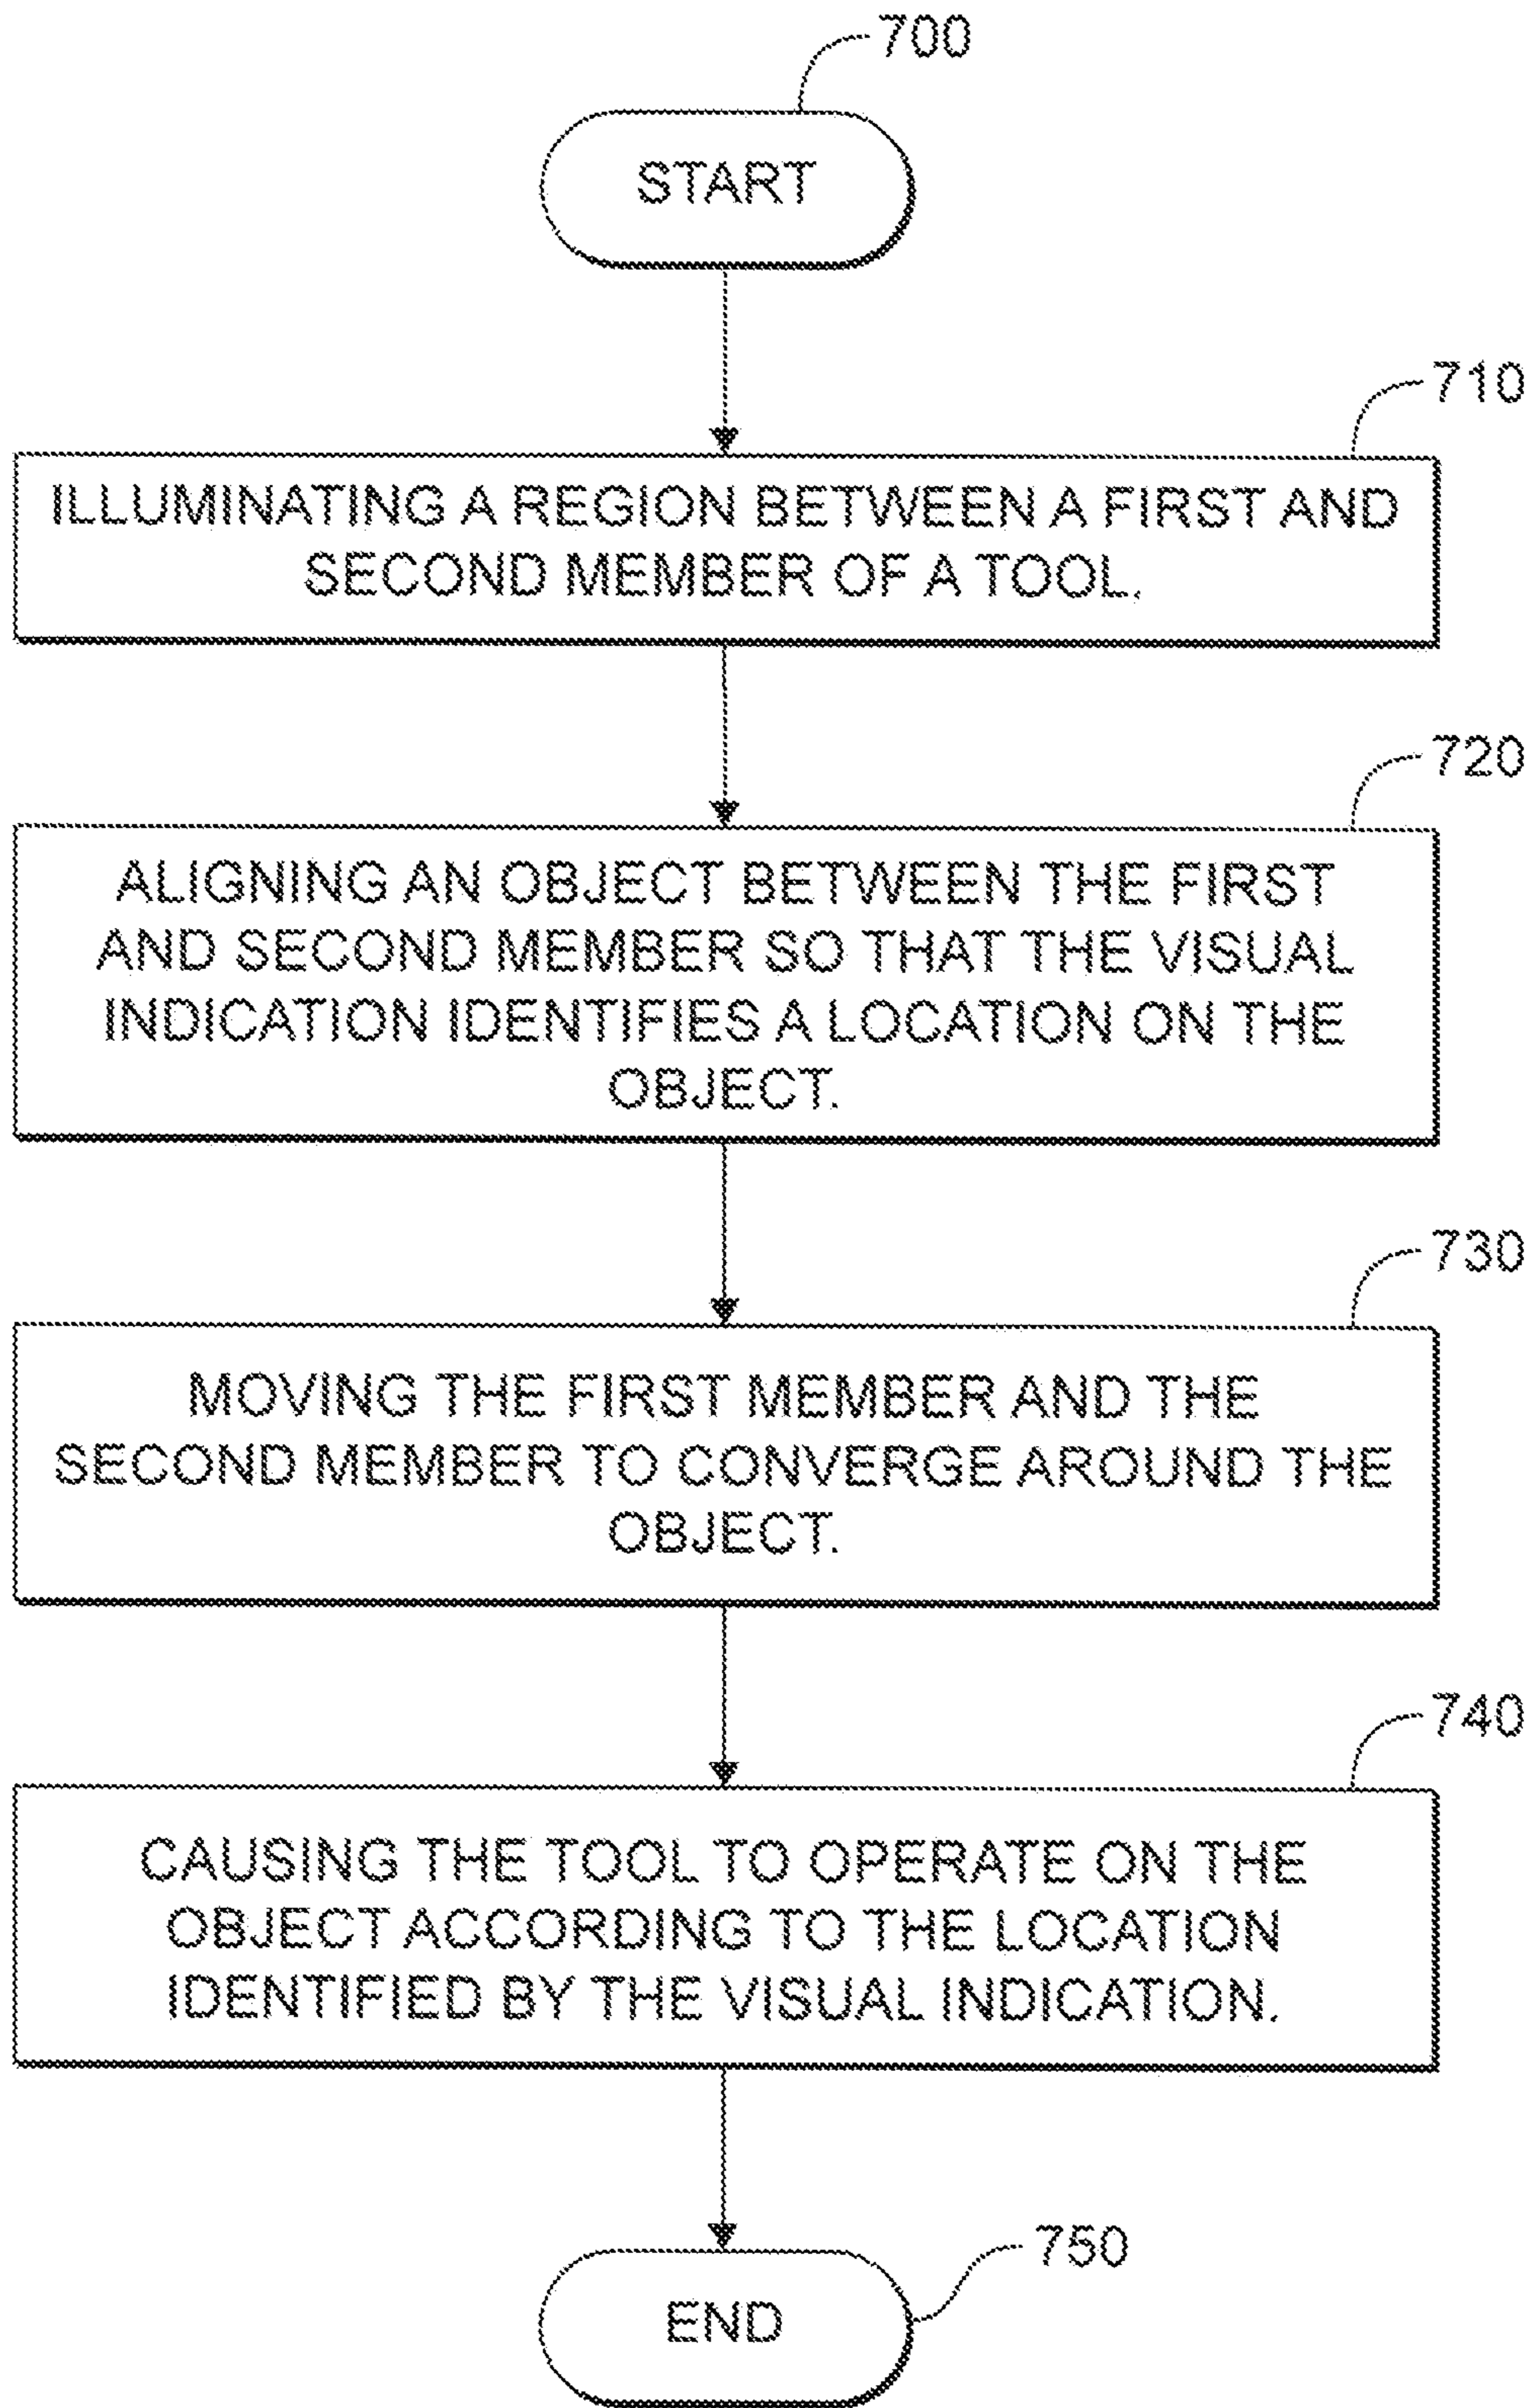 700
START
710
ILLUMINATING A REGION BETWEEN A FIRST AND
SECOND MEMBER OF A TOOL.
720
ALIGNING AN OBJECT BETWEEN THE FIRST
AND SECOND MEMBER SO THAT THE VISUAL
INDICATION IDENTIFIES A LOCATION ON THE
OBJECT.
730
MOVING THE FIRST MEMBER AND THE
SECOND MEMBER TO CONVERGE AROUND THE
OBJECT.
740
CAUSING THE TOOL TO OPERATE ON THE
OBJECT ACCORDING TO THE LOCATION
IDENTIFIED BY THE VISUAL INDICATION.
750
END